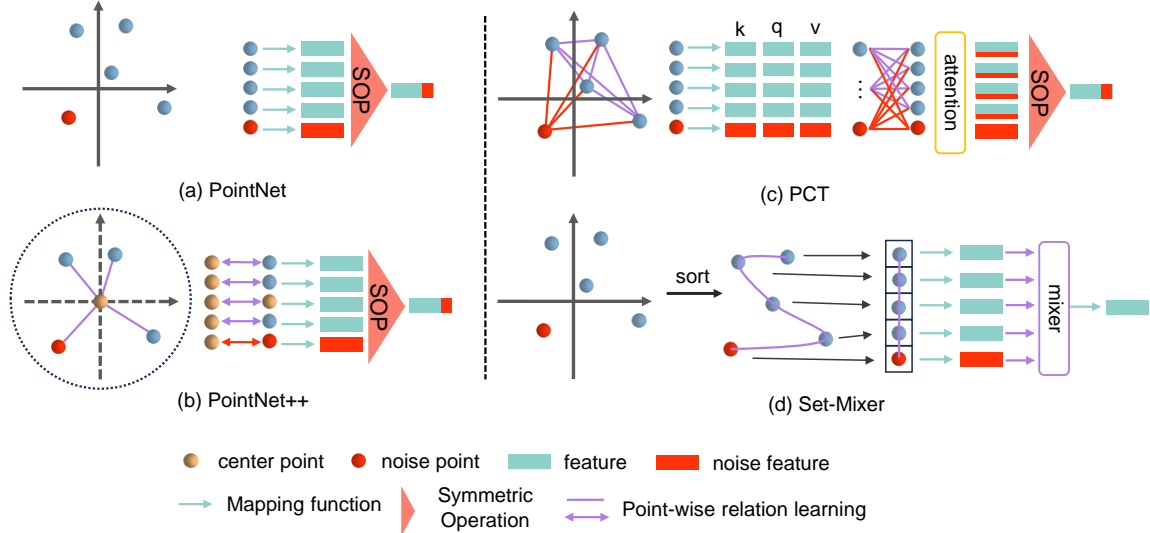 SOP
(a) PointNet
SOP
(b) PointNet++
k q v
attention
SOP
(c) PCT
sort
mixer
(d) Set-Mixer
center point
noise point
feature
noise feature
Mapping function
Symmetric
Operation
Point-wise relation learning